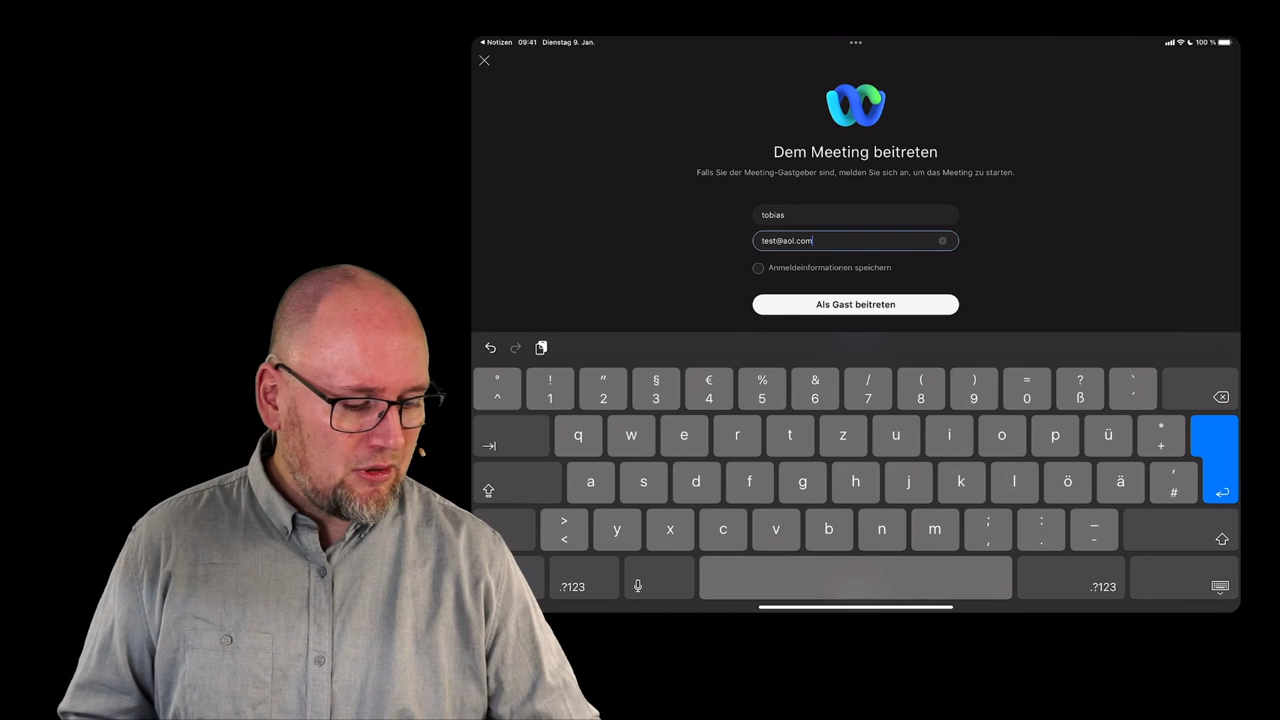 ◀ Notizen 09:41 Dienstag 9. Jan. 100 %
Dem Meeting beitreten
Falls Sie der Meeting-Gastgeber sind, melden Sie sich an, um das Meeting zu starten.
tobias
test@aol.com
Anmeldeinformationen speichern
Als Gast beitreten
° ! " § € % & / ( ) = ? `
^ 1 2 3 4 5 6 7 8 9 0 ß ´
q w e r t z u i o p ü * +
a s d f g h j k l ö ä ' #
> < y x c v b n m ; , : . _ -
.?123 .?123